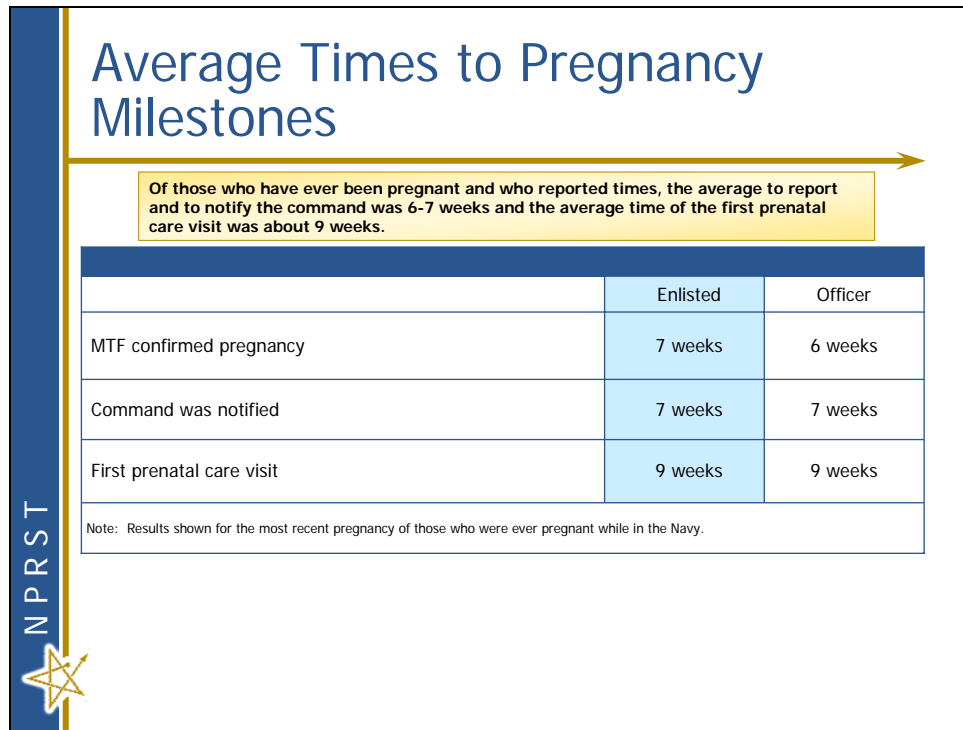 Average Times to Pregnancy
Milestones
Of those who have ever been pregnant and who reported times, the average to report
and to notify the command was 6-7 weeks and the average time of the first prenatal
care visit was about 9 weeks.
Enlisted Officer
MTF confirmed pregnancy 7 weeks 6 weeks
Command was notified 7 weeks 7 weeks
First prenatal care visit 9 weeks 9 weeks
Note: Results shown for the most recent pregnancy of those who were ever pregnant while in the Navy.
NPRST